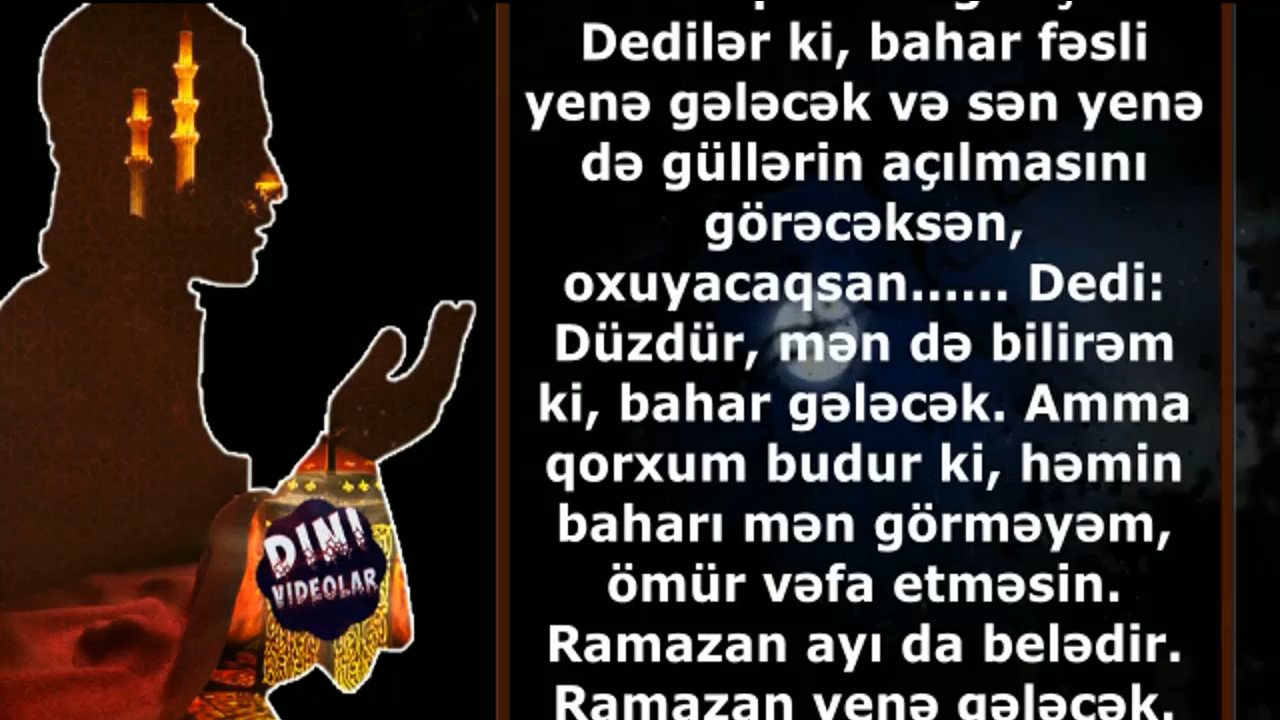 Dedilər ki, bahar fəsli
yenə gələcək və sən yenə
də güllərin açılmasını
görəcəksən,
oxuyacaqsan...... Dedi:
Düzdür, mən də bilirəm
ki, bahar gələcək. Amma
qorxum budur ki, həmin
baharı mən görməyəm,
ömür vəfa etməsin.
Ramazan ayı da belədir.
Ramazan yenə gələcək.
DINI
VIDEOLAR